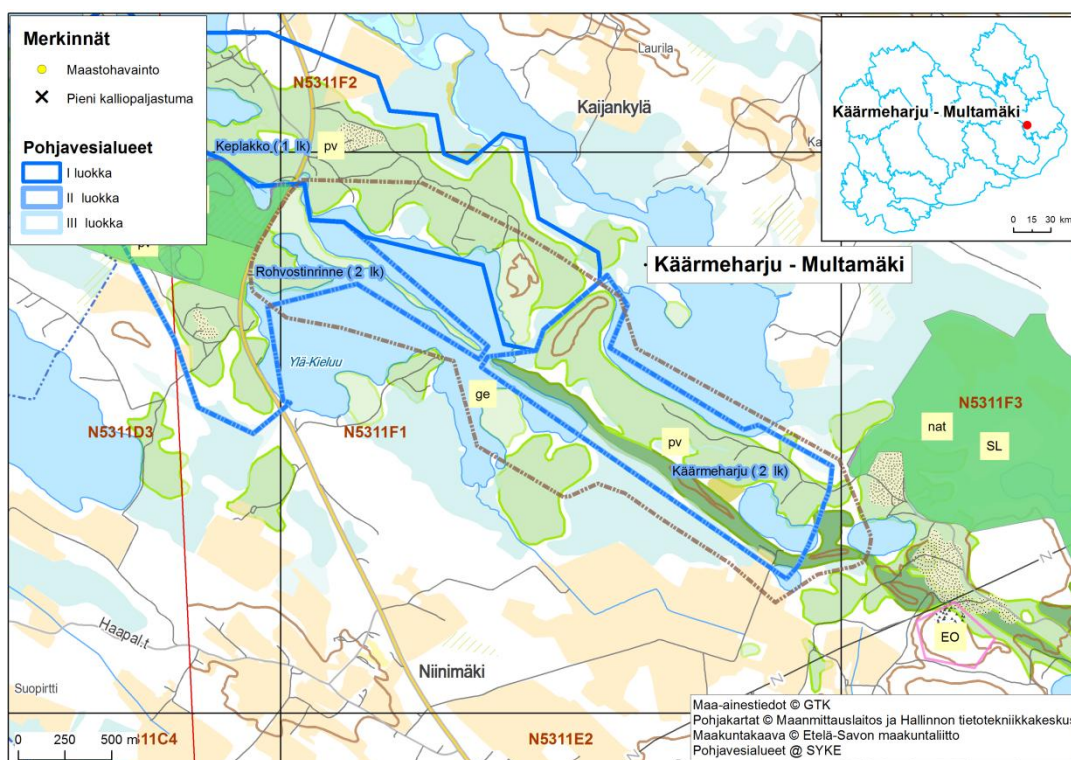 Merkinnät
Maastohavainto
Pieni kalliopaljastuma
Pohjavesialueet
I luokka
II luokka
III luokka
N5311F2
Laurila
Kaijankylä
Käärmeharju - Multamäki
0 15 30 km
Keplakko ( 1 lk)
pv
Rohvostinrinne ( 2 lk)
Käärmeharju - Multamäki
Ylä-Kieluu
ge
N5311D3
N5311F1
pv
Käärmeharju ( 2 lk)
nat
N5311F3
SL
EO
Haapal.t
Niinimäki
Suopirtti
0 250 500 m
11C4
N5311E2
Maa-ainestiedot © GTK
Pohjakartat © Maanmittauslaitos ja Hallinnon tietotekniikkakeskus
Maakuntakaava © Etelä-Savon maakuntaliitto
Pohjavesialueet @ SYKE